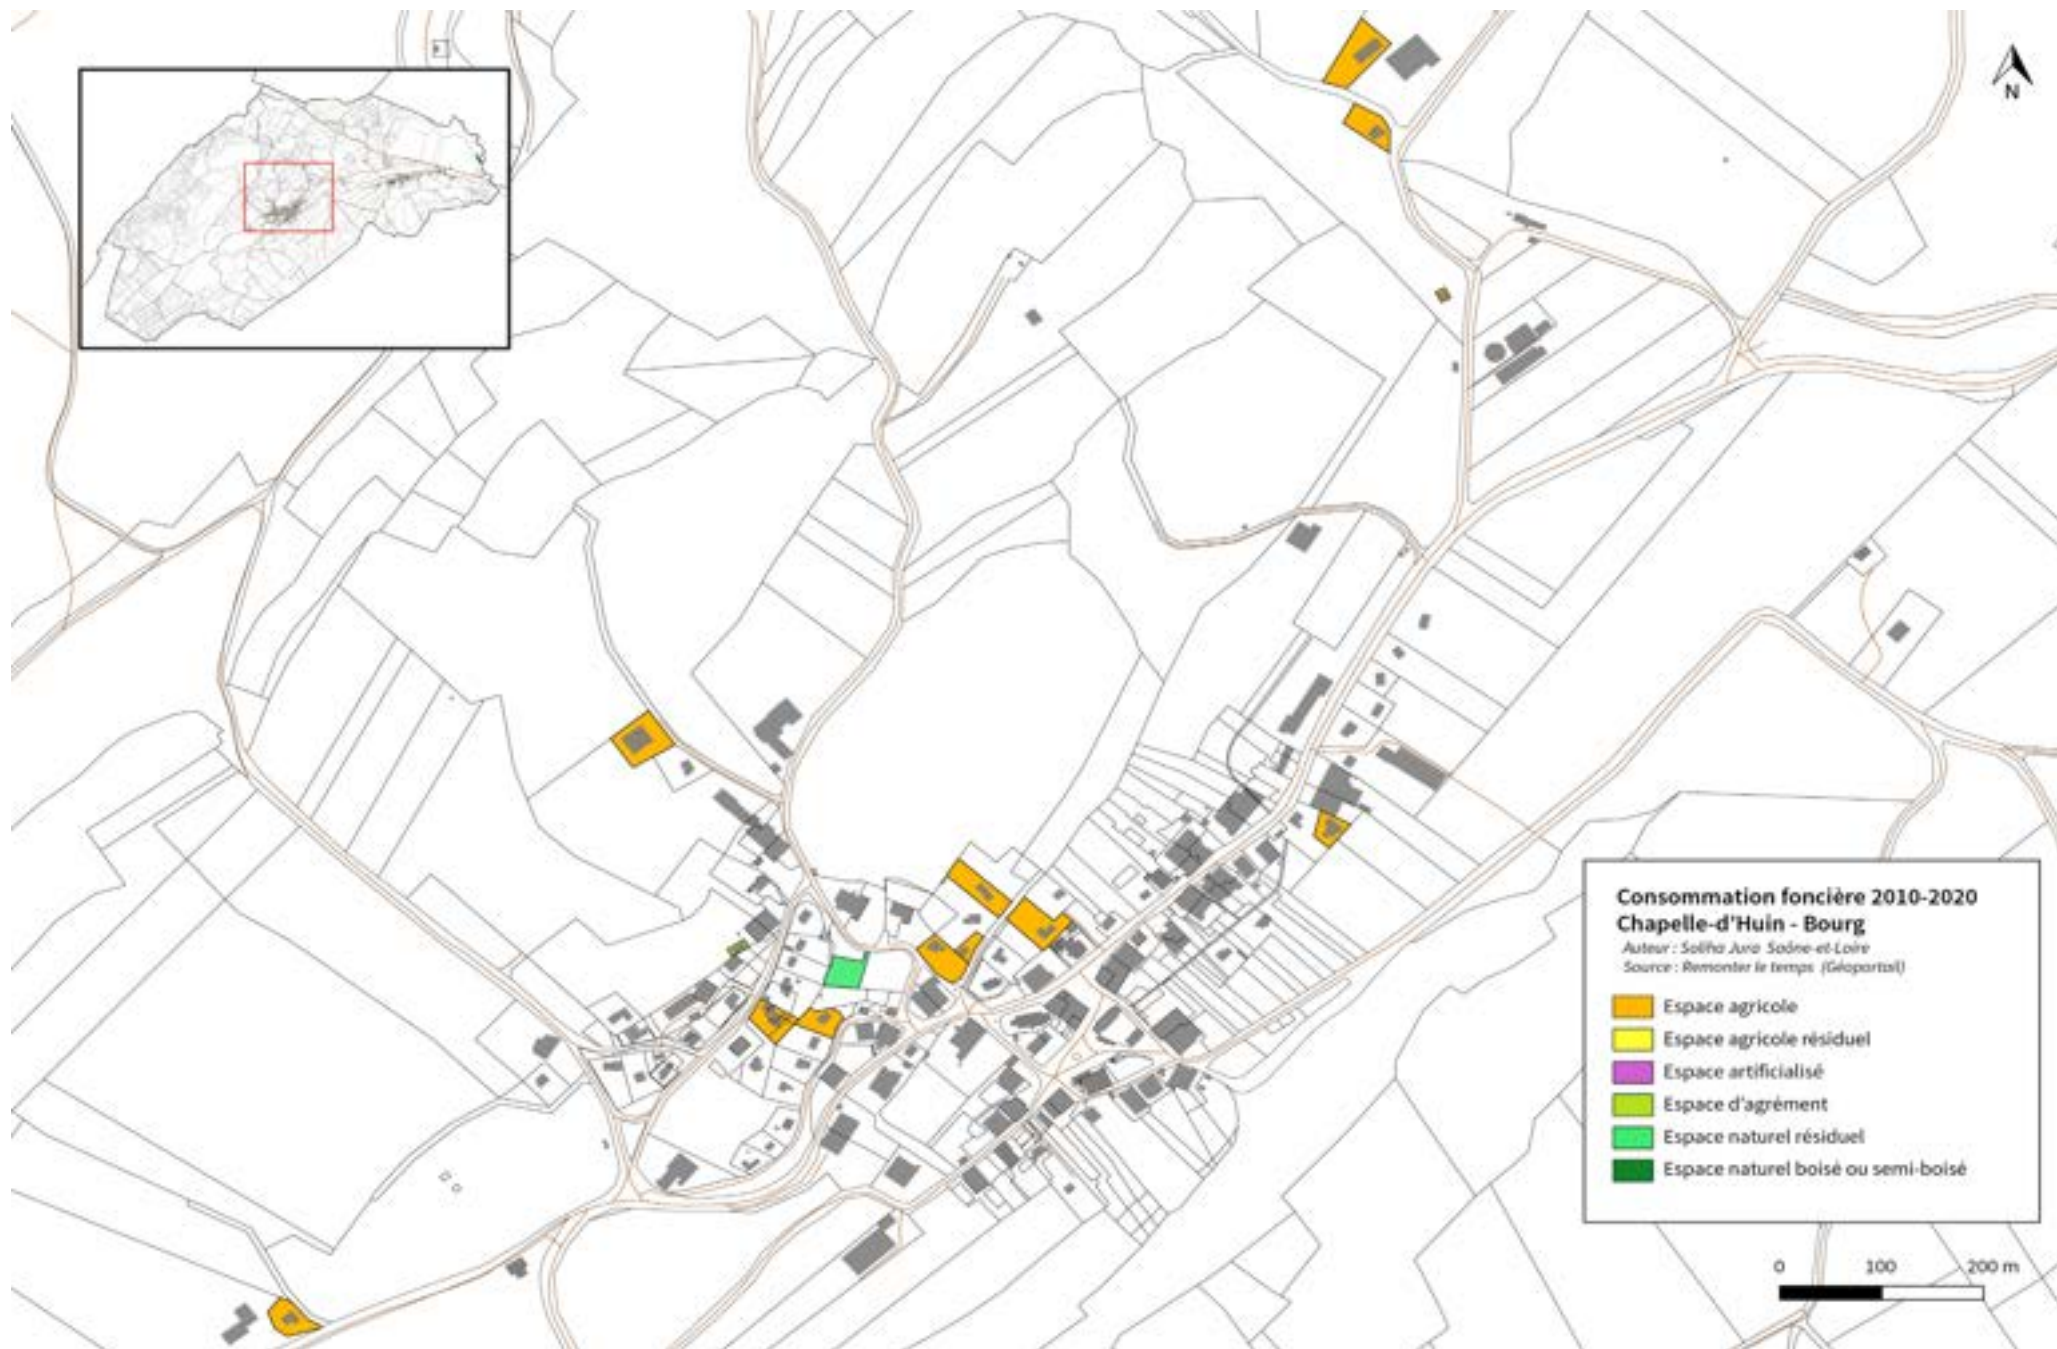 N
Consommation foncière 2010-2020
Chapelle-d'Huin - Bourg
Auteur : Soliha Jura Saône-et-Loire
Source : Remonter le temps (Géoportail)
Espace agricole
Espace agricole résiduel
Espace artificialisé
Espace d'agrément
Espace naturel résiduel
Espace naturel boisé ou semi-boisé
0 100 200 m